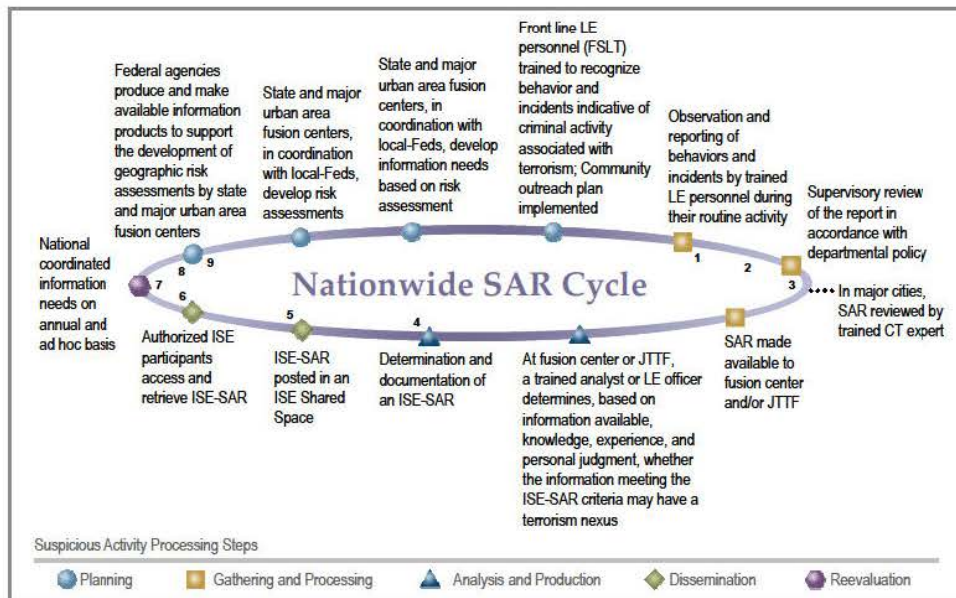 Federal agencies
produce and make
available information
products to support
the development of
geographic risk
assessments by state
and major urban area
fusion centers
State and major
urban area
fusion centers,
in coordination
with local-Feds,
develop risk
assessments
State and major
urban area fusion
centers, in
coordination with
local-Feds, develop
information needs
based on risk
assessment
Front line LE
personnel (FSLT)
trained to recognize
behavior and
incidents indicative of
criminal activity
associated with
terrorism; Community
outreach plan
implemented
Observation and
reporting of
behaviors and
incidents by trained
LE personnel during
their routine activity
Supervisory review
of the report in
accordance with
departmental policy
National
coordinated
information
needs on
annual and
ad hoc basis
8
9
7
6
1
2
3
Nationwide SAR Cycle
5
4
In major cities,
SAR reviewed by
trained CT expert
Authorized ISE
participants
access and
retrieve ISE-SAR
ISE-SAR
posted in an
ISE Shared
Space
Determination and
documentation of
an ISE-SAR
At fusion center or JTTF,
a trained analyst or LE officer
determines, based on
information available,
knowledge, experience, and
personal judgment, whether
the information meeting the
ISE-SAR criteria may have a
terrorism nexus
SAR made
available to
fusion center
and/or JTTF
Suspicious Activity Processing Steps
Planning
Gathering and Processing
Analysis and Production
Dissemination
Reevaluation